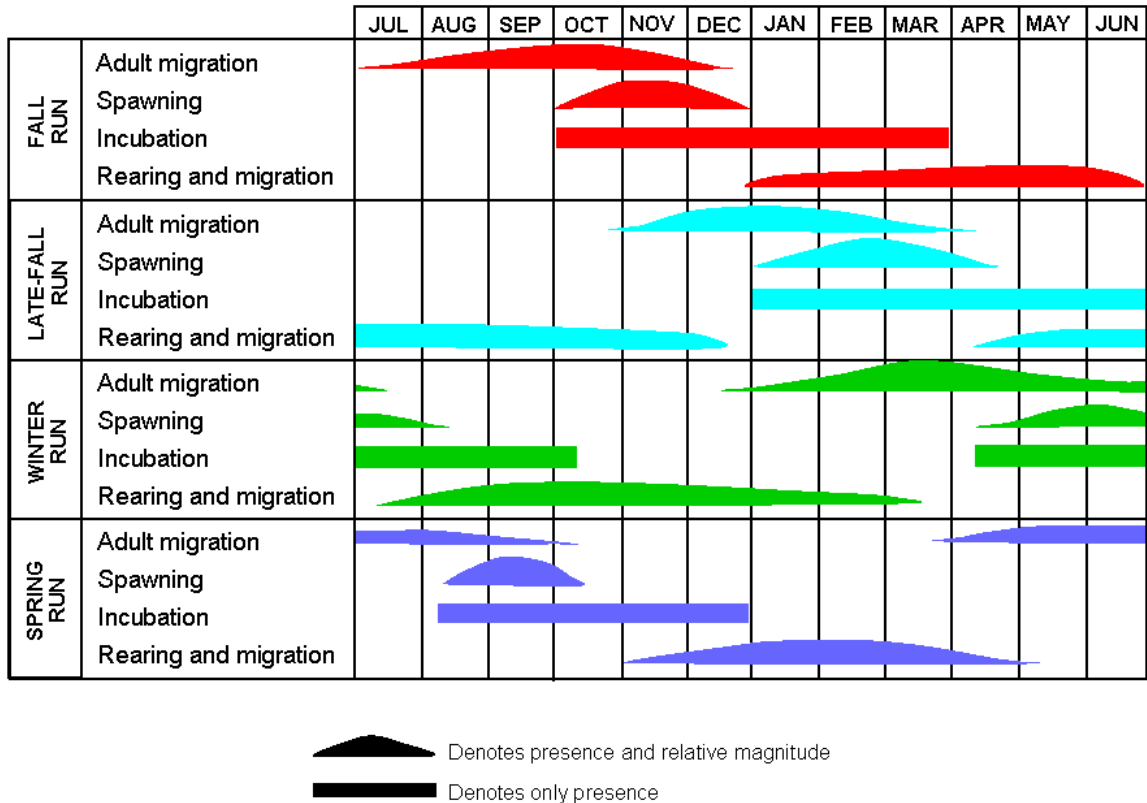 JUL AUG SEP OCT NOV DEC JAN FEB MAR APR MAY JUN
FALL
RUN
Adult migration
Spawning
Incubation
Rearing and migration
LATE-FALL
RUN
Adult migration
Spawning
Incubation
Rearing and migration
WINTER
RUN
Adult migration
Spawning
Incubation
Rearing and migration
SPRING
RUN
Adult migration
Spawning
Incubation
Rearing and migration
Denotes presence and relative magnitude
Denotes only presence